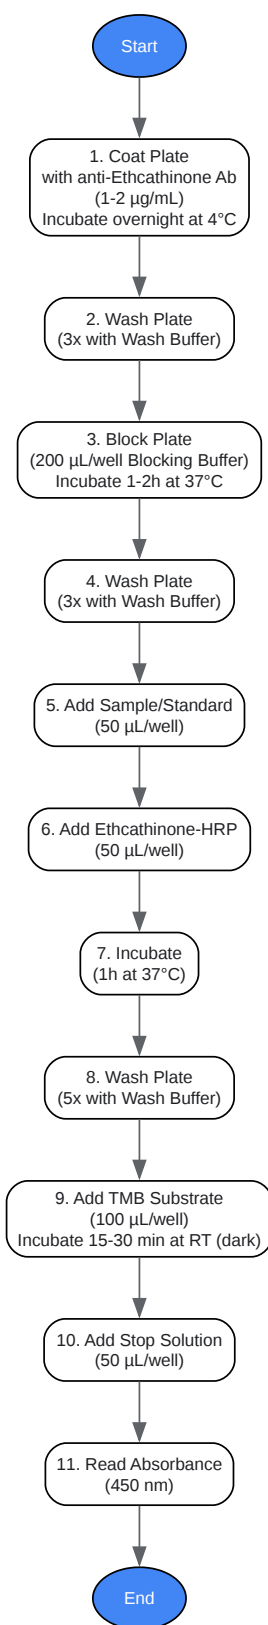 Start
1. Coat Plate
with anti-Ethcathinone Ab
(1-2 µg/mL)
Incubate overnight at 4°C
2. Wash Plate
(3x with Wash Buffer)
3. Block Plate
(200 µL/well Blocking Buffer)
Incubate 1-2h at 37°C
4. Wash Plate
(3x with Wash Buffer)
5. Add Sample/Standard
(50 µL/well)
6. Add Ethcathinone-HRP
(50 µL/well)
7. Incubate
(1h at 37°C)
8. Wash Plate
(5x with Wash Buffer)
9. Add TMB Substrate
(100 µL/well)
Incubate 15-30 min at RT (dark)
10. Add Stop Solution
(50 µL/well)
11. Read Absorbance
(450 nm)
End